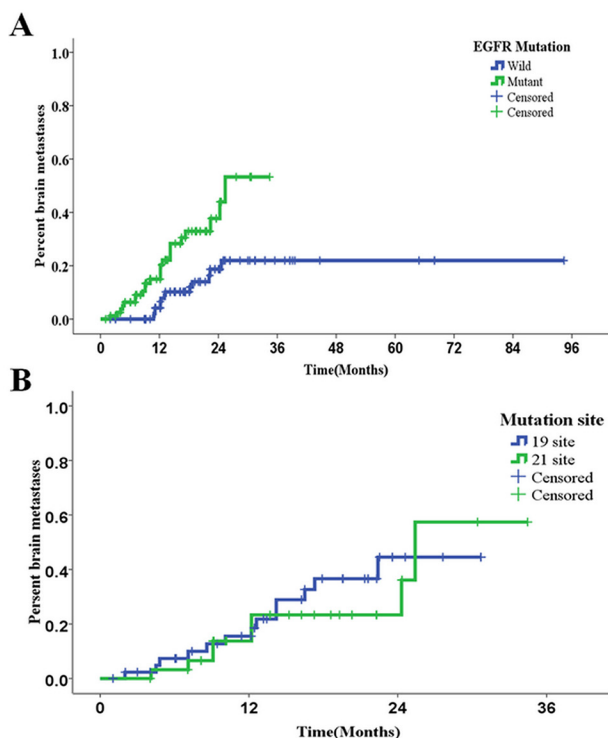 A
1.0
0.8
0.6
0.4
0.2
0.0
Percent brain metastases
EGFR Mutation
Wild
Mutant
Censored
Censored
0 12 24 36 48 60 72 84 96
Time(Months)
B
1.0
0.8
0.6
0.4
0.2
0.0
Persent brain metastases
Mutation site
19 site
21 site
Censored
Censored
0 12 24 36
Time(Months)